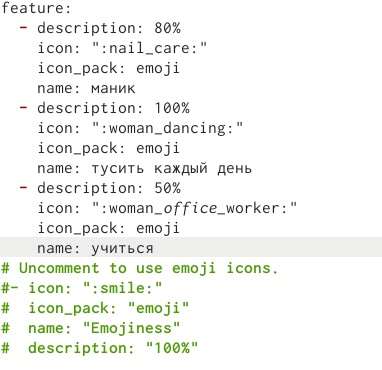 feature:
  - description: 80%
    icon: ":nail_care:"
    icon_pack: emoji
    name: маник
  - description: 100%
    icon: ":woman_dancing:"
    icon_pack: emoji
    name: тусить каждый день
  - description: 50%
    icon: ":woman_office_worker:"
    icon_pack: emoji
    name: учиться
# Uncomment to use emoji icons.
#- icon: ":smile:"
#  icon_pack: "emoji"
#  name: "Emojiness"
#  description: "100%"